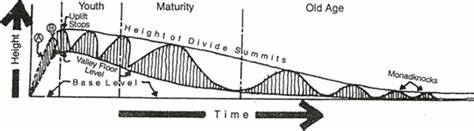 Youth
Maturity
Old Age
Uplift
Stops
A
B
Height
Height of Divide Summits
Valley Floor
Level
Base Level
Monadknocks
Time